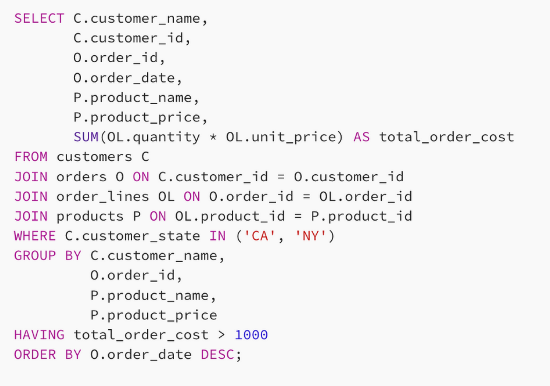 SELECT C.customer_name,
       C.customer_id,
       O.order_id,
       O.order_date,
       P.product_name,
       P.product_price,
       SUM(OL.quantity * OL.unit_price) AS total_order_cost
FROM customers C
JOIN orders O ON C.customer_id = O.customer_id
JOIN order_lines OL ON O.order_id = OL.order_id
JOIN products P ON OL.product_id = P.product_id
WHERE C.customer_state IN ('CA', 'NY')
GROUP BY C.customer_name,
         O.order_id,
         P.product_name,
         P.product_price
HAVING total_order_cost > 1000
ORDER BY O.order_date DESC;